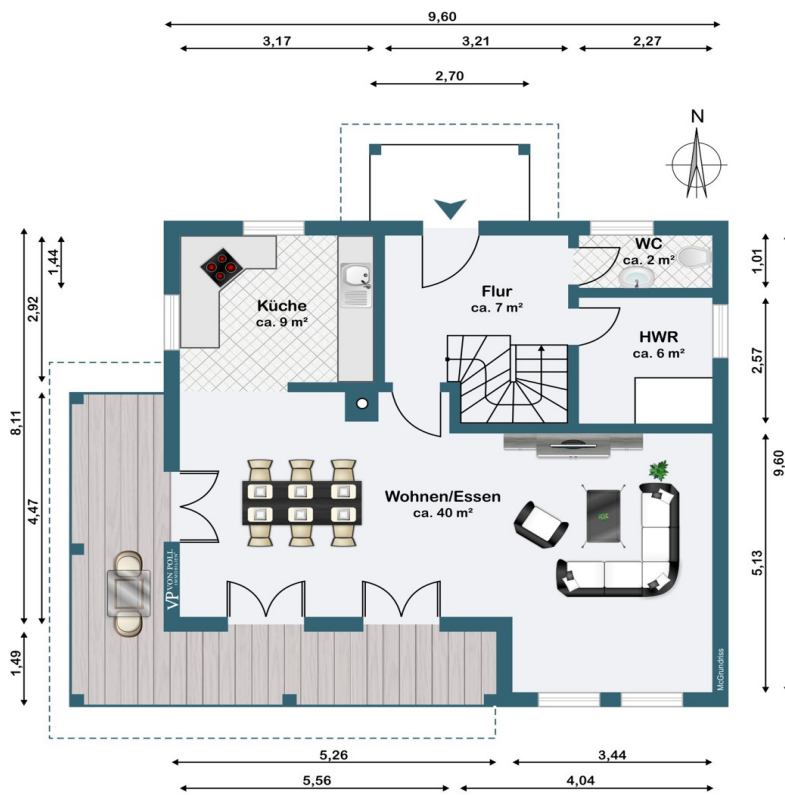 9,60
3,17
3,21
2,27
2,70
N
WC
ca. 2 m²
1,44
1,01
2,92
Küche
ca. 9 m²
Flur
ca. 7 m²
HWR
ca. 6 m²
2,57
8,11
4,47
Wohnen/Essen
ca. 40 m²
9,60
5,13
VP VON POLL
IMMOBILIEN
1,49
McGrundriss
5,26
3,44
5,56
4,04